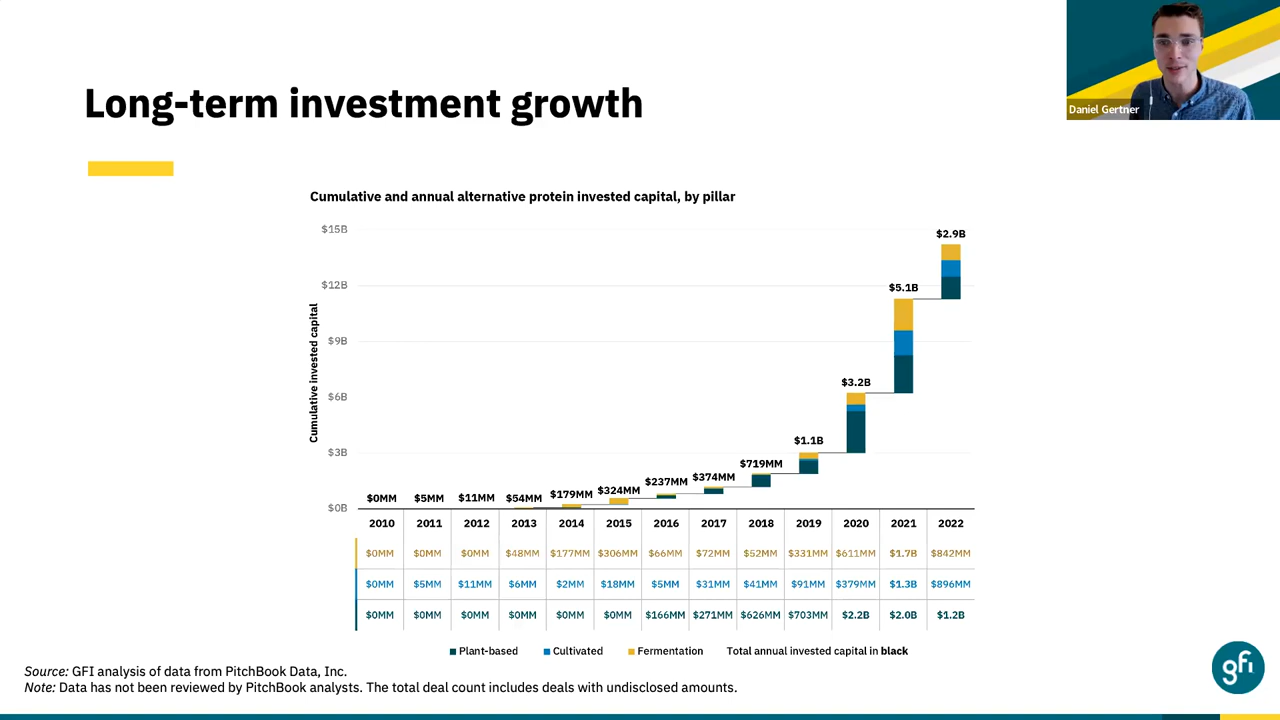 Daniel Gertner
Long-term investment growth
Cumulative and annual alternative protein invested capital, by pillar
Cumulative invested capital
$15B
$12B
$9B
$6B
$3B
$0B
$0MM $5MM $11MM $54MM $179MM $324MM $237MM $374MM $719MM $1.1B $3.2B $5.1B $2.9B
2010 2011 2012 2013 2014 2015 2016 2017 2018 2019 2020 2021 2022
$0MM $0MM $0MM $48MM $177MM $306MM $66MM $72MM $52MM $331MM $611MM $1.7B $842MM
$0MM $5MM $11MM $6MM $2MM $18MM $5MM $31MM $41MM $91MM $379MM $1.3B $896MM
$0MM $0MM $0MM $0MM $0MM $0MM $166MM $271MM $626MM $703MM $2.2B $2.0B $1.2B
Plant-based Cultivated Fermentation Total annual invested capital in black
Source: GFI analysis of data from PitchBook Data, Inc.
Note: Data has not been reviewed by PitchBook analysts. The total deal count includes deals with undisclosed amounts.
gfi